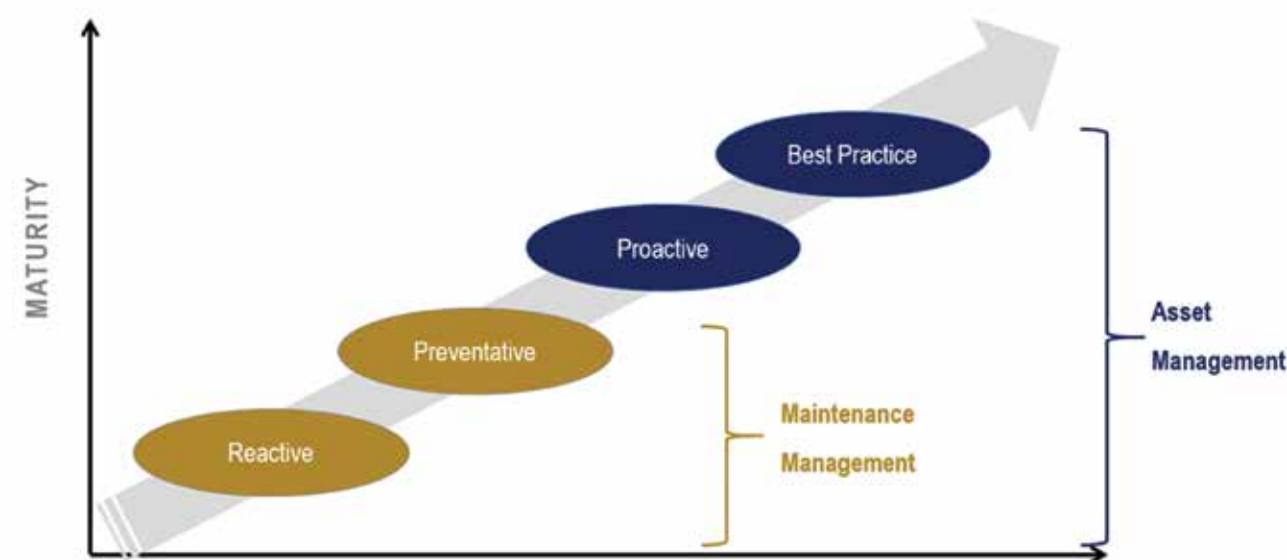 MATURITY
Best Practice
Proactive
Preventative
Reactive
Asset
Management
Maintenance
Management